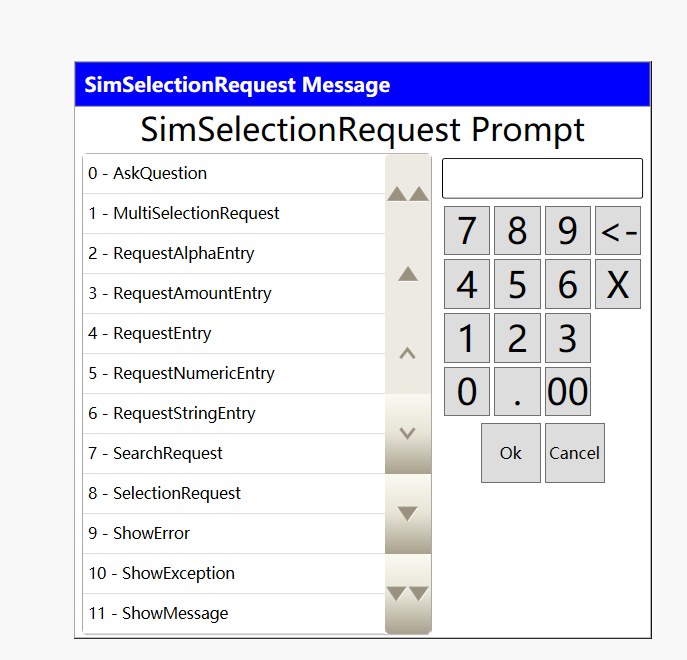 SimSelectionRequest Message
SimSelectionRequest Prompt
0 - AskQuestion
1 - MultiSelectionRequest
2 - RequestAlphaEntry
3 - RequestAmountEntry
4 - RequestEntry
5 - RequestNumericEntry
6 - RequestStringEntry
7 - SearchRequest
8 - SelectionRequest
9 - ShowError
10 - ShowException
11 - ShowMessage
7 8 9 <-
4 5 6 X
1 2 3
0 . 00
Ok Cancel